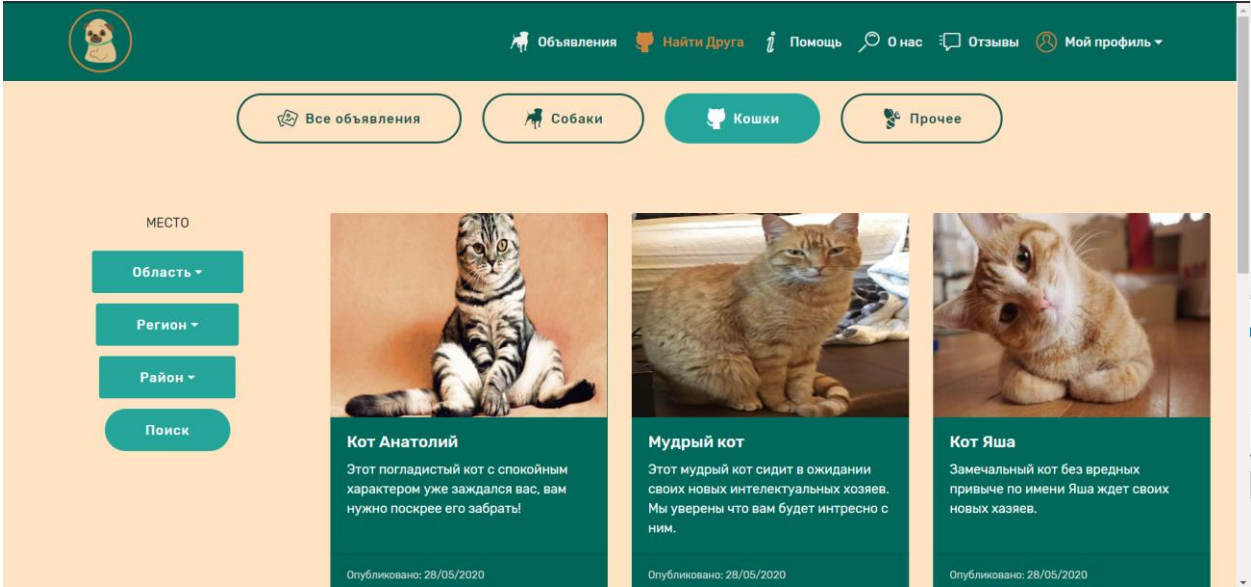 Объявления Найти Друга Помощь О нас Отзывы Мой профиль
Все объявления Собаки Кошки Прочее
МЕСТО
Область
Регион
Район
Поиск
Кот Анатолий
Этот погладистый кот с спокойным
характером уже заждался вас, вам
нужно поскрее его забрать!
Опубликовано: 28/05/2020
Мудрый кот
Этот мудрый кот сидит в ожидании
своих новых интелектуальных хозяев.
Мы уверены что вам будет интресно с
ним.
Опубликовано: 28/05/2020
Кот Яша
Замечальный кот без вредных
привыче по имени Яша ждет своих
новых хазяев.
Опубликовано: 28/05/2020